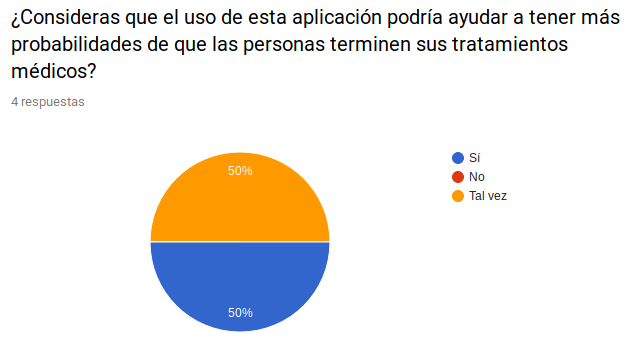 ¿Consideras que el uso de esta aplicación podría ayudar a tener más
probabilidades de que las personas terminen sus tratamientos
médicos?
4 respuestas
50%
50%
Sí
No
Tal vez